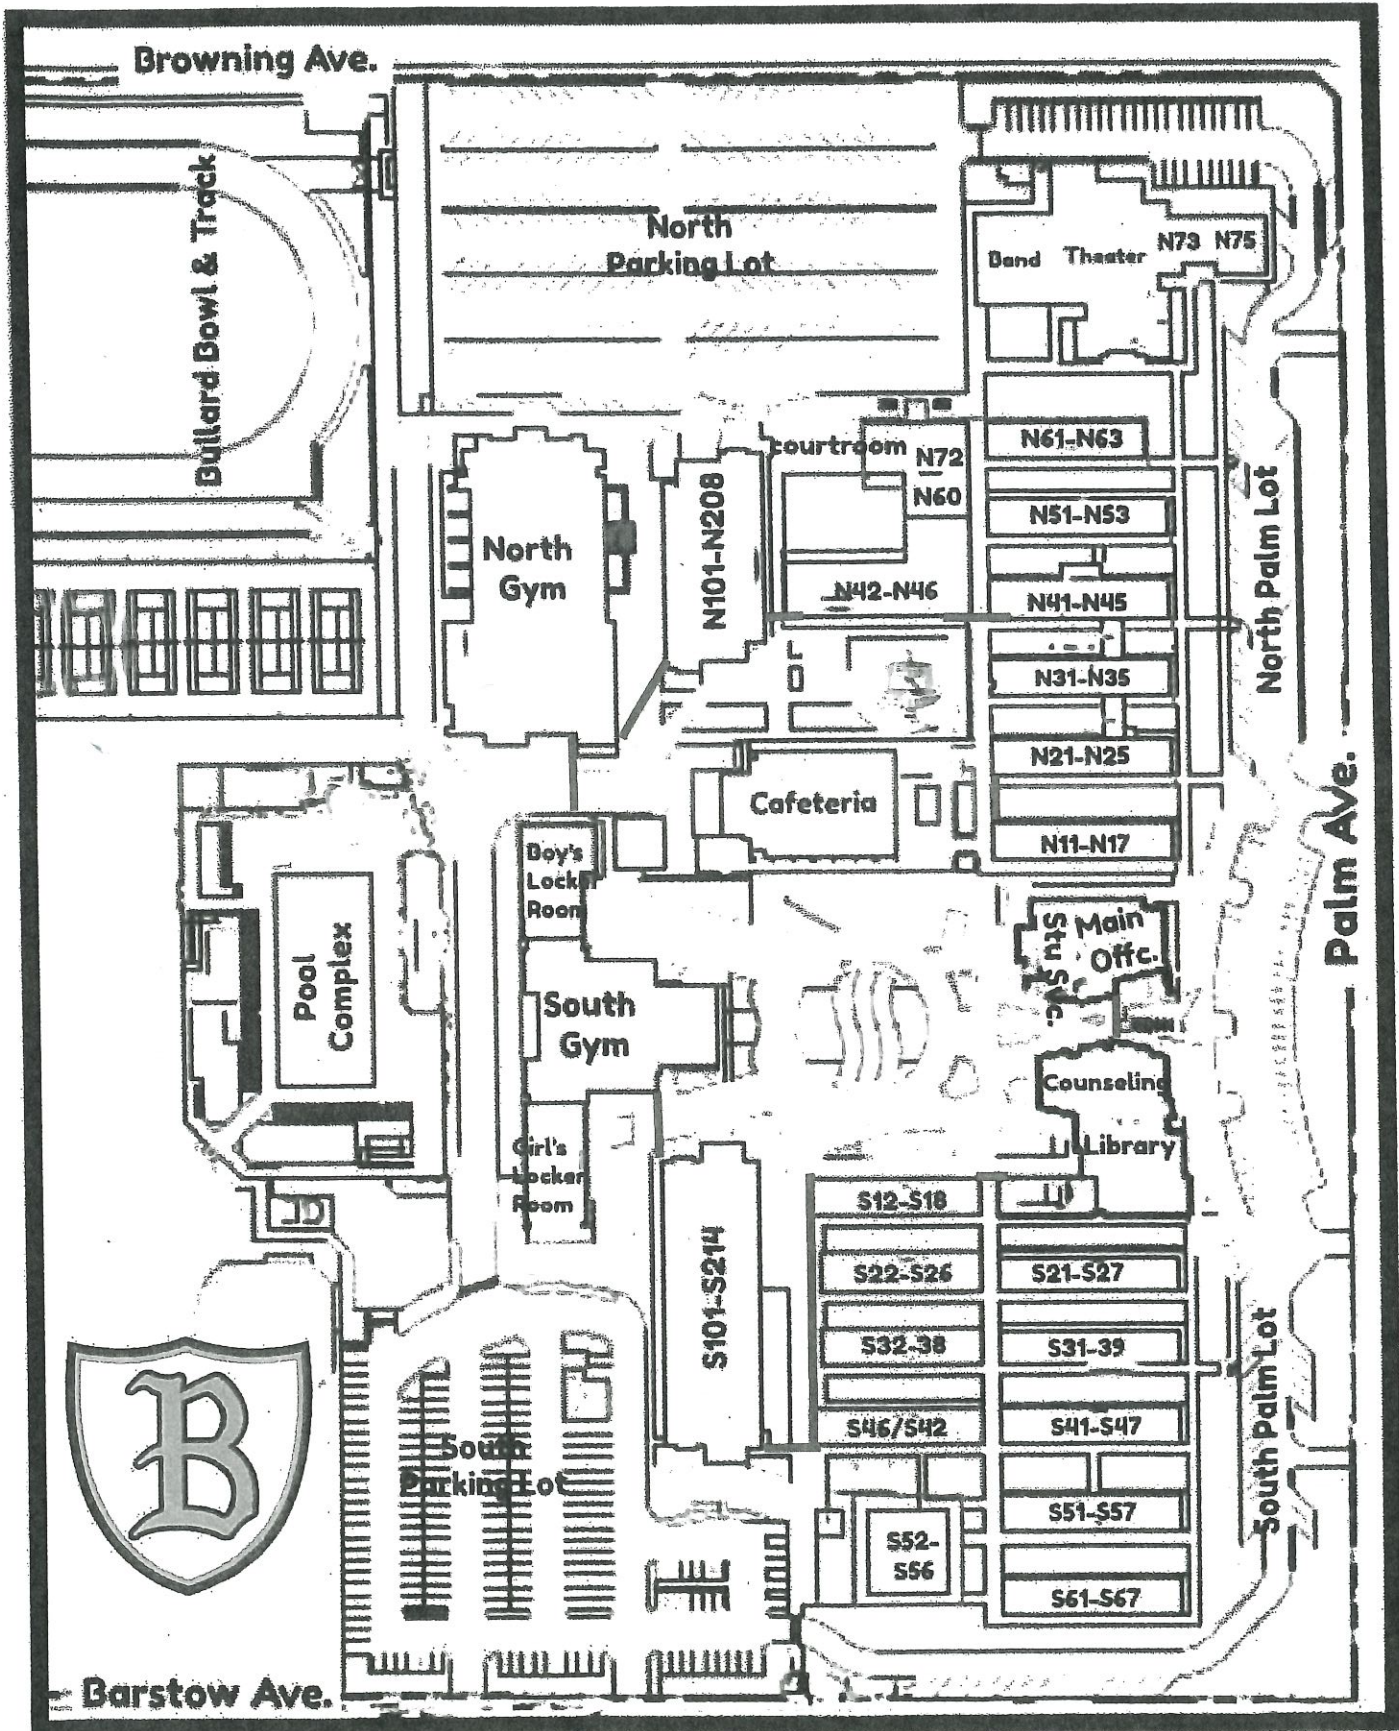 Browning Ave.
Bullard Bowl & Track
North
Parking Lot
Band
Theater
N73
N75
courtroom
N72
N60
N61-N63
N51-N53
N42-N46
N41-N45
N31-N35
N21-N25
N11-N17
North Palm Lot
North
Gym
N101-N208
Cafeteria
Palm Ave.
Boy's
Locker
Room
Pool
Complex
South
Gym
Main
Offc.
Stu Svc.
Counseling
Library
Girl's
Locker
Room
S101-S214
S12-S18
S22-S26
S21-S27
S32-38
S31-39
S46/S42
S41-S47
S51-S57
S52-
S56
S61-S67
South Palm Lot
South
Parking Lot
B
Barstow Ave.